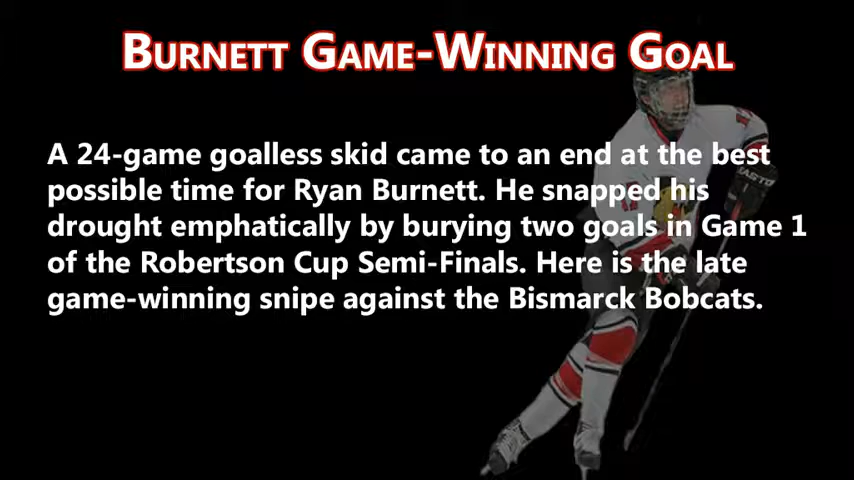 BURNETT GAME-WINNING GOAL
A 24-game goalless skid came to an end at the best
possible time for Ryan Burnett. He snapped his
drought emphatically by burying two goals in Game 1
of the Robertson Cup Semi-Finals. Here is the late
game-winning snipe against the Bismarck Bobcats.
EASTON